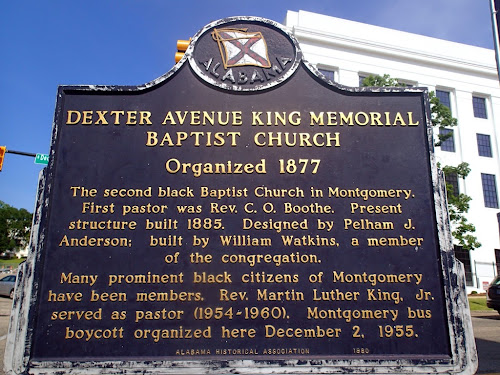 ALABAMA
DEXTER AVENUE KING MEMORIAL
BAPTIST CHURCH
Organized 1877
The second black Baptist Church in Montgomery.
First pastor was Rev. C. O. Boothe. Present
structure built 1885. Designed by Pelham J.
Anderson; built by William Watkins, a member
of the congregation.
Many prominent black citizens of Montgomery
have been members. Rev. Martin Luther King, Jr.
served as pastor (1954-1960). Montgomery bus
boycott organized here December 2, 1955.
ALABAMA HISTORICAL ASSOCIATION 1980